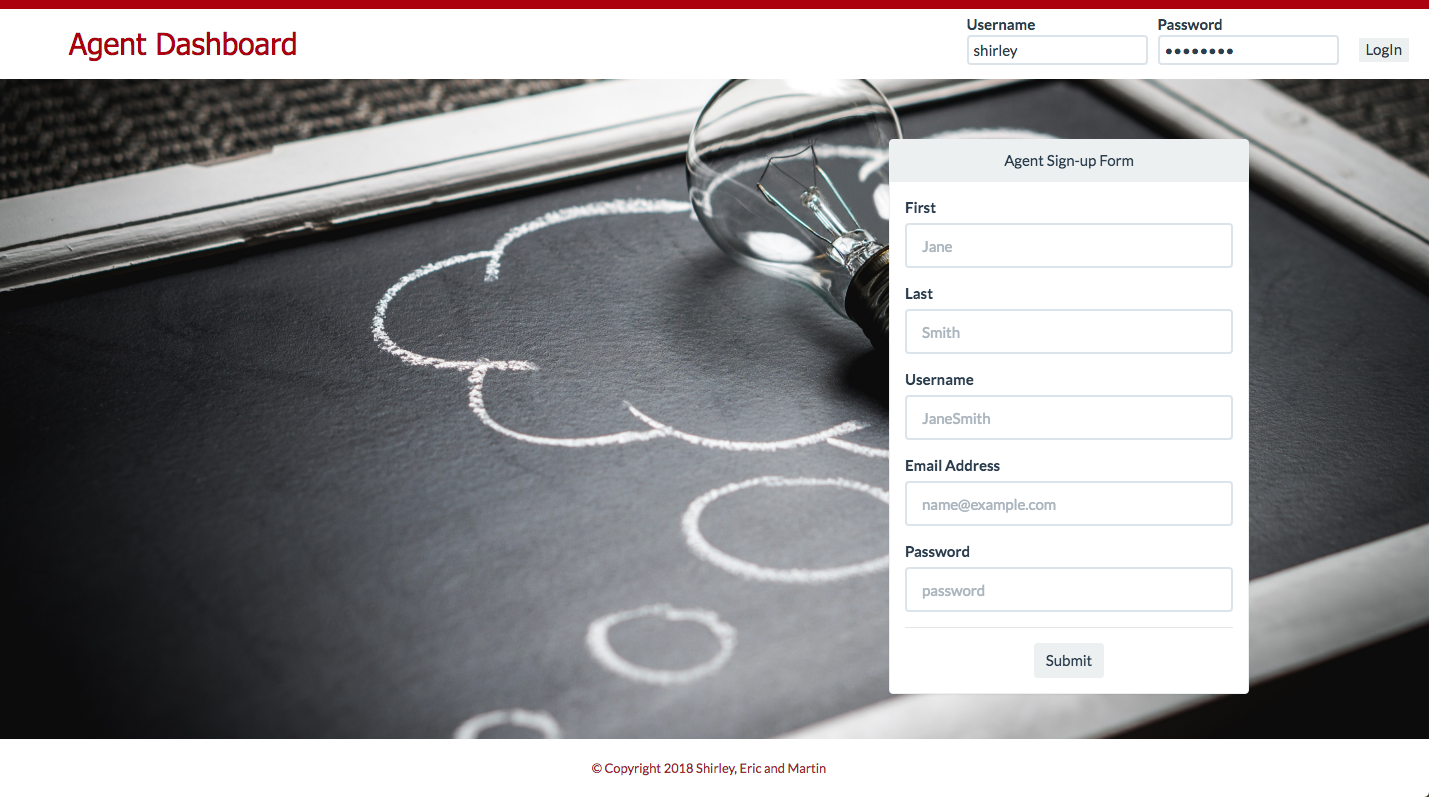 Agent Dashboard
Username Password
shirley •••••••• LogIn
Agent Sign-up Form
First
Jane
Last
Smith
Username
JaneSmith
Email Address
name@example.com
Password
password
Submit
© Copyright 2018 Shirley, Eric and Martin